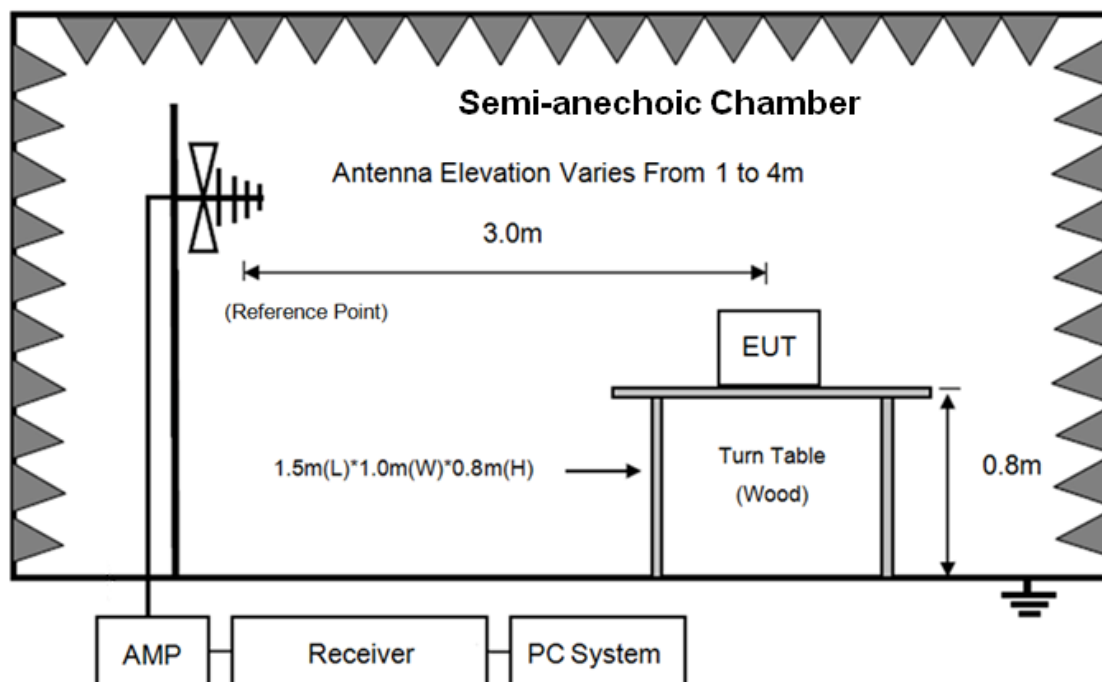 Semi-anechoic Chamber
Antenna Elevation Varies From 1 to 4m
3.0m
(Reference Point)
EUT
1.5m(L)*1.0m(W)*0.8m(H)
Turn Table
(Wood)
0.8m
AMP
Receiver
PC System